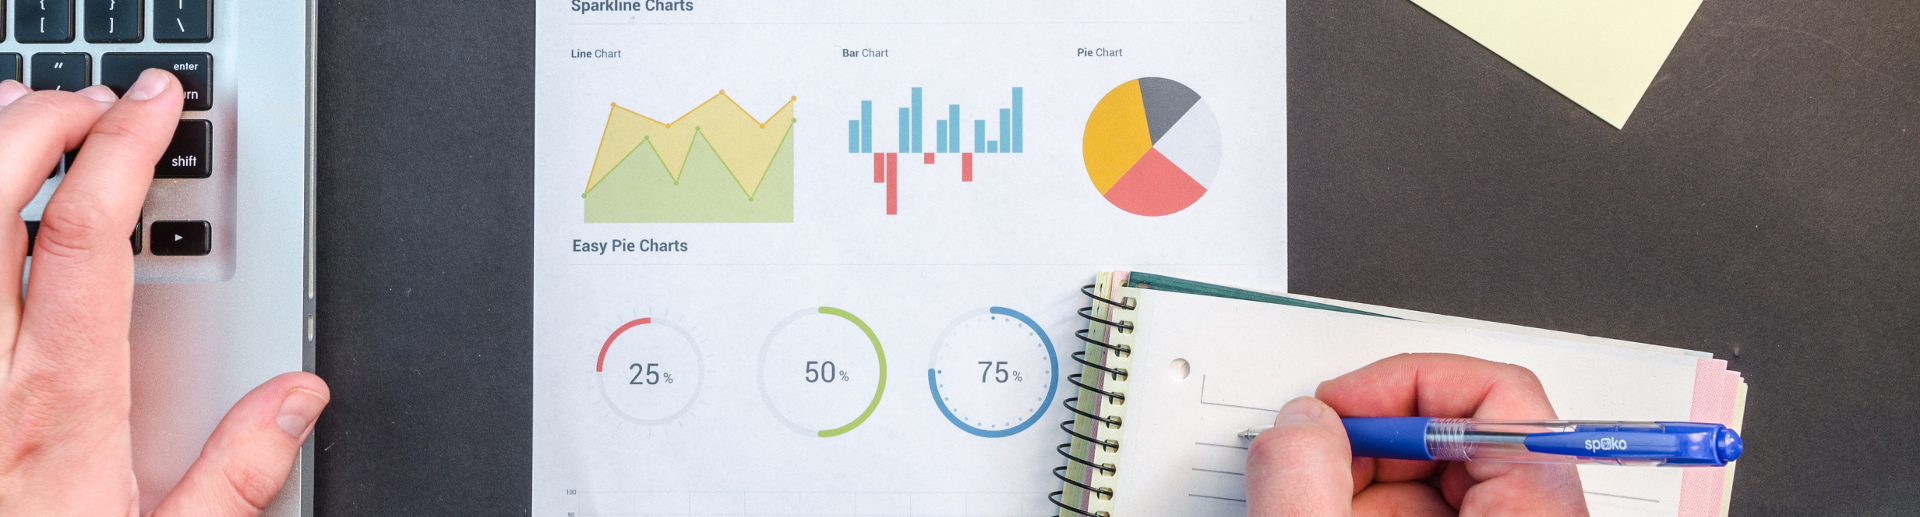 {
[
}
]
|
\
"
'
enter
shift
Sparkline Charts
Line Chart
Bar Chart
Pie Chart
Easy Pie Charts
25%
50%
75%
100
50
spoko